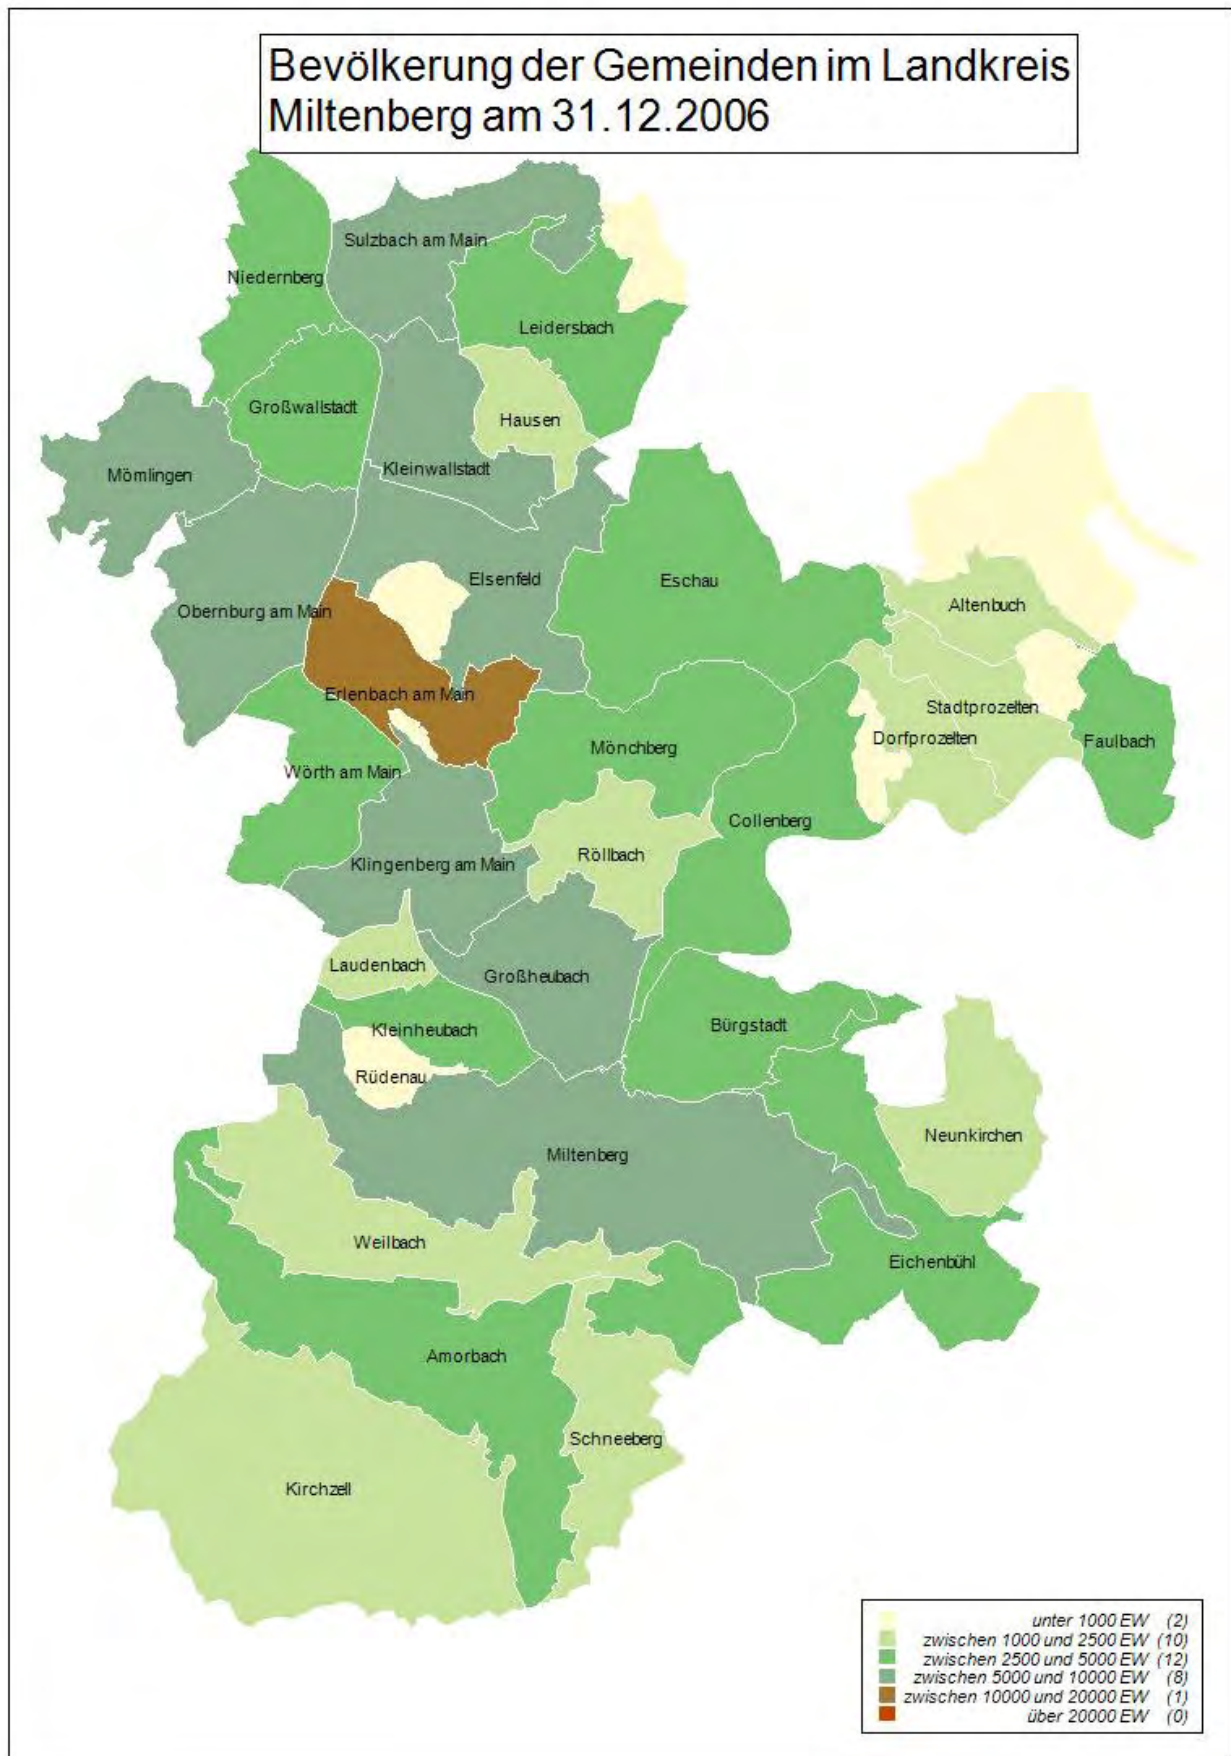 Bevölkerung der Gemeinden im Landkreis
Miltenberg am 31.12.2006
Sulzbach am Main
Niedernberg
Leidersbach
Großwallstadt
Hausen
Mömlingen
Kleinwallstadt
Elsenfeld
Eschau
Altenbuch
Obernburg am Main
Erlenbach am Main
Stadtprozelten
Dorfprozelten
Faulbach
Mönchberg
Wörth am Main
Collenberg
Röllbach
Klingenberg am Main
Laudenbach
Großheubach
Kleinheubach
Bürgstadt
Rüdenau
Neunkirchen
Miltenberg
Weilbach
Eichenbühl
Amorbach
Schneeberg
Kirchzell
unter 1000 EW (2)
zwischen 1000 und 2500 EW (10)
zwischen 2500 und 5000 EW (12)
zwischen 5000 und 10000 EW (8)
zwischen 10000 und 20000 EW (1)
über 20000 EW (0)